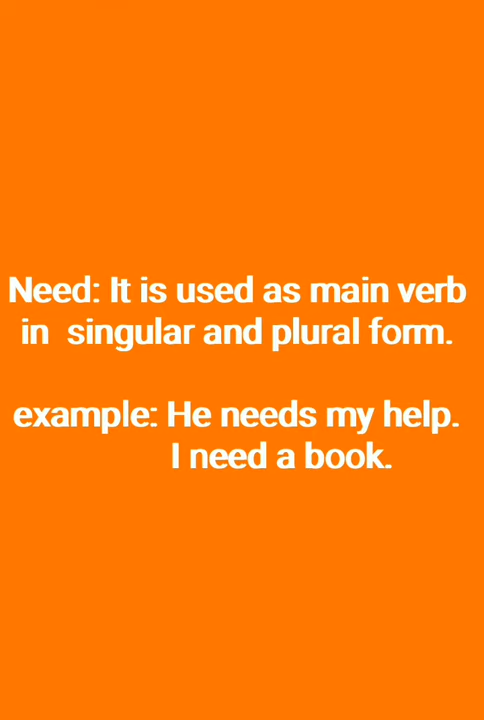 Need: It is used as main verb
in singular and plural form.
example: He needs my help.
I need a book.